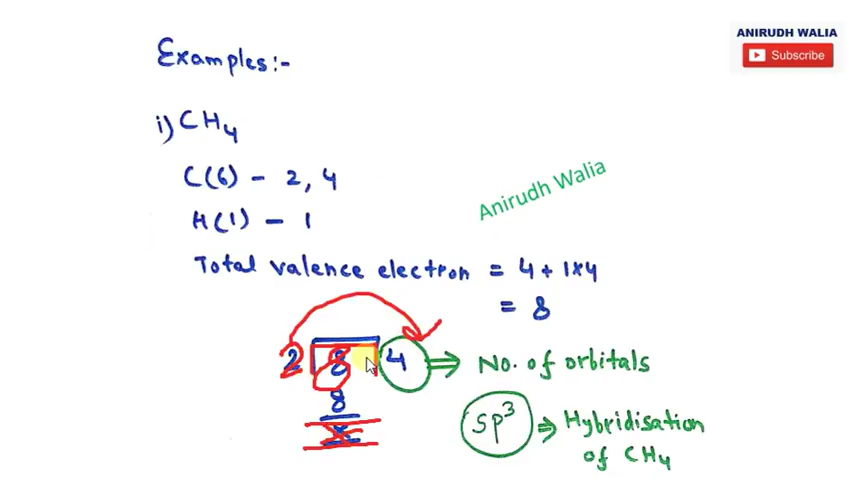 ANIRUDH WALIA
Subscribe
Examples:-
i) CH4
C(6) - 2, 4
H(1) - 1
Anirudh Walia
Total valence electron = 4 + 1x4
= 8
2 8 4 ⇒ No. of orbitals
8
sp³ ⇒ Hybridisation
of CH4